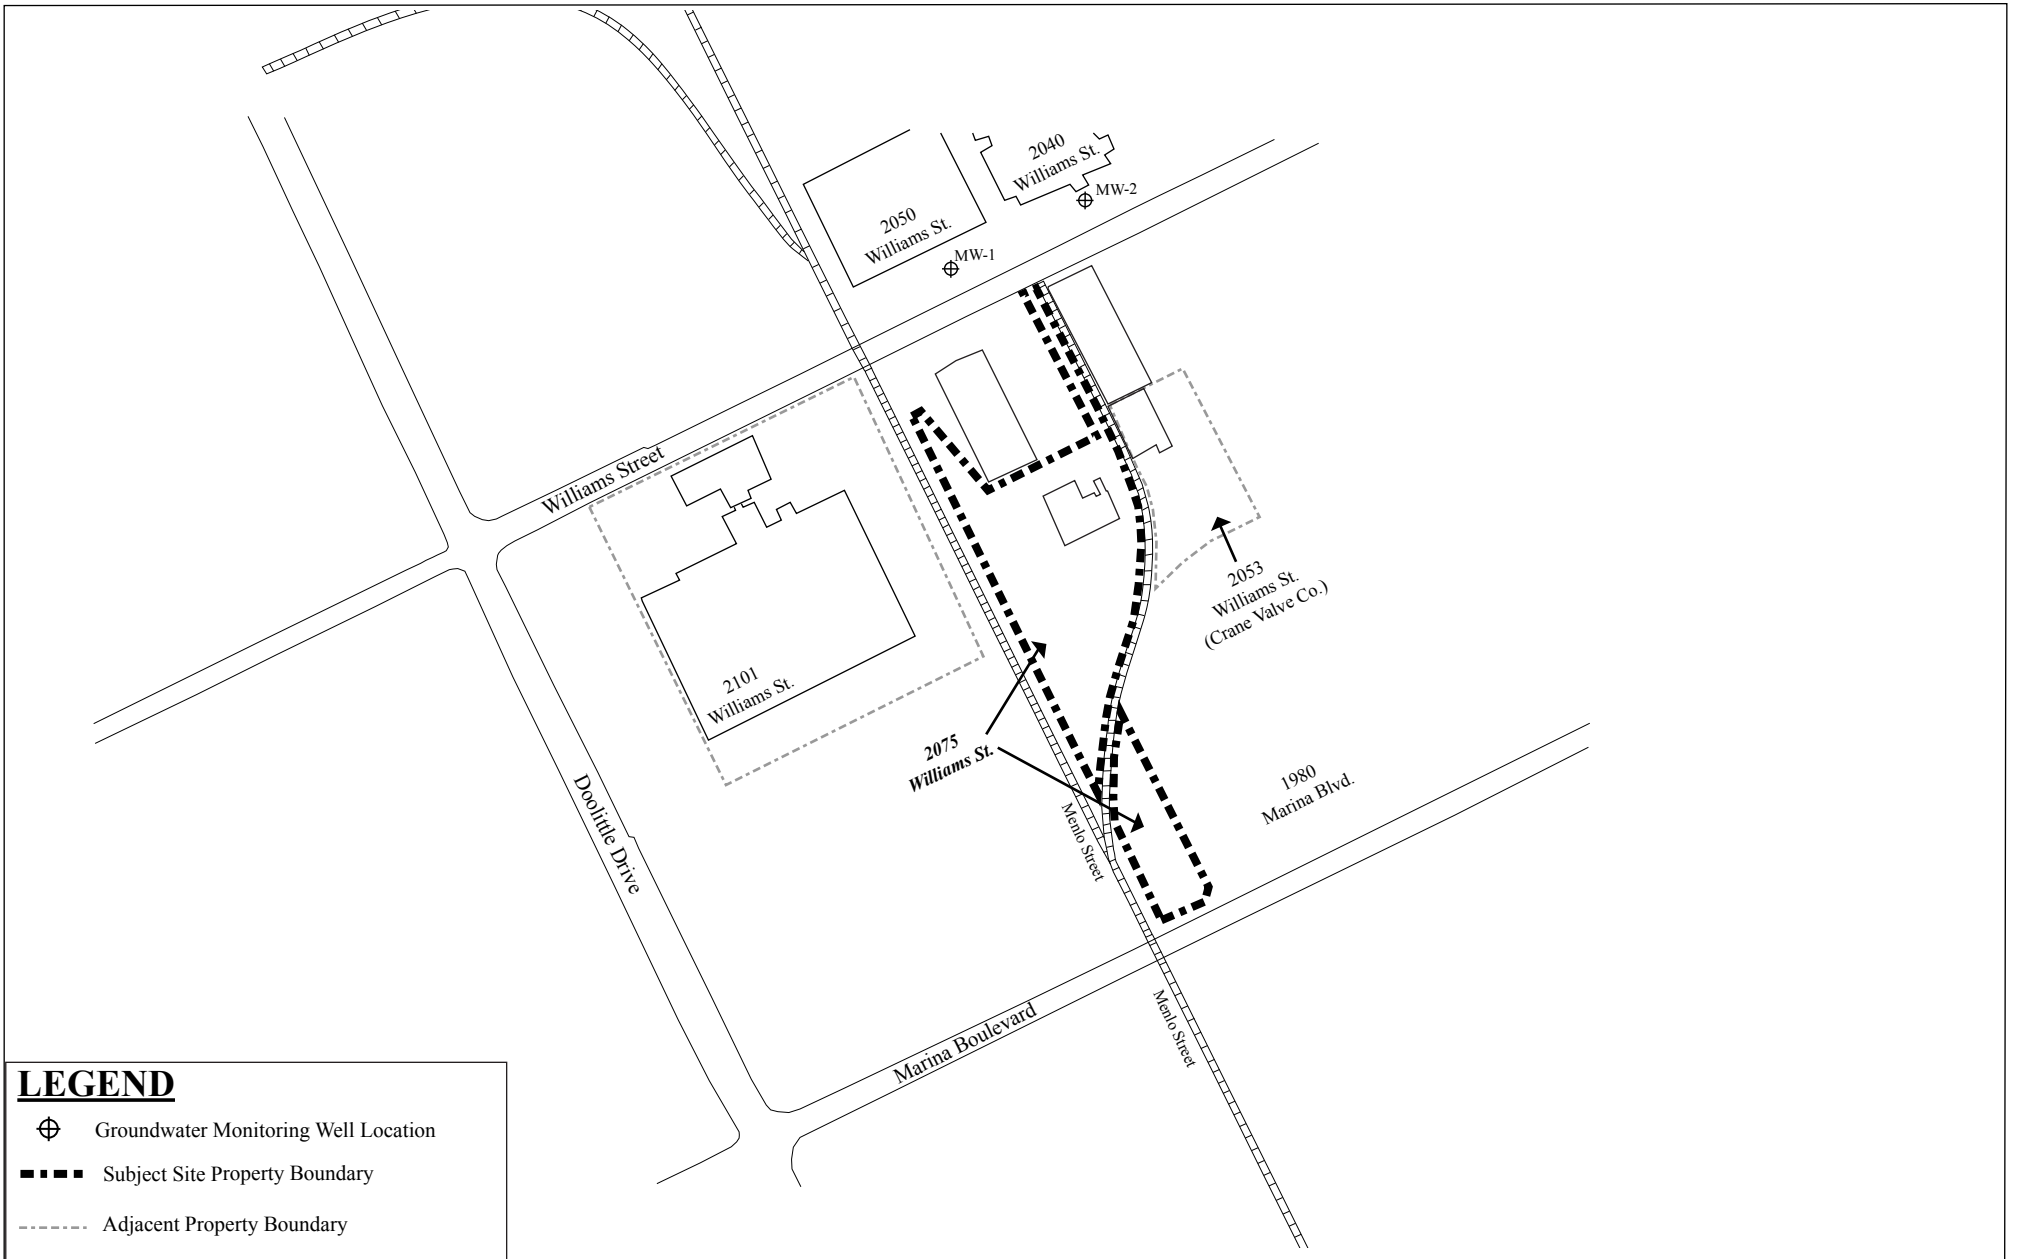 2040
Williams St.
MW-2
2050
Williams St.
MW-1
Williams Street
2053
Williams St.
(Crane Valve Co.)
2101
Williams St.
2075
Williams St.
1980
Marina Blvd.
Doolittle Drive
Menlo Street
Marina Boulevard
Menlo Street
LEGEND
Groundwater Monitoring Well Location
Subject Site Property Boundary
Adjacent Property Boundary